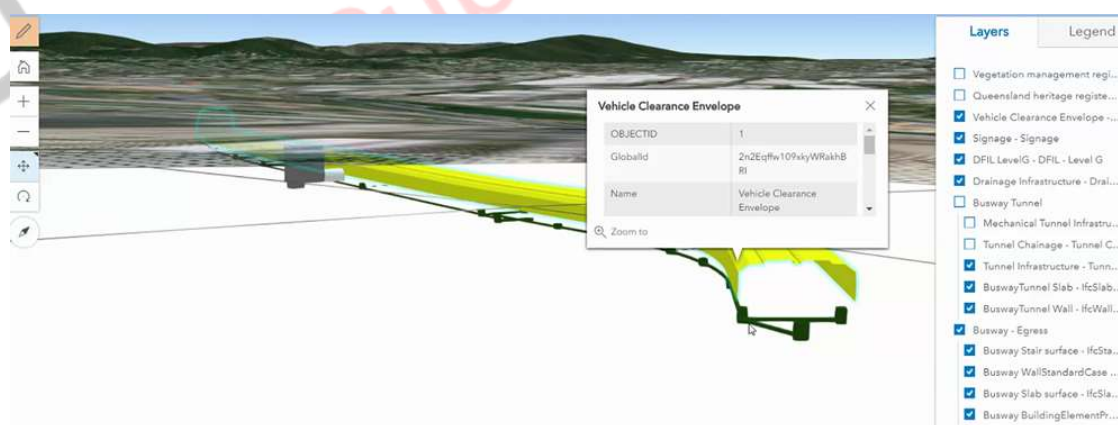 Layers
Legend
Vehicle Clearance Envelope
OBJECTID 1
GlobalId 2n2Eqffw109xkyWRakhB
RI
Name Vehicle Clearance
Envelope
Zoom to
Vegetation management regi...
Queensland heritage registe...
Vehicle Clearance Envelope -...
Signage - Signage
DFIL LevelG - DFIL - Level G
Drainage Infrastructure - Drai...
Busway Tunnel
Mechanical Tunnel Infrastru...
Tunnel Chainage - Tunnel C...
Tunnel Infrastructure - Tunn...
BuswayTunnel Slab - IfcSlab...
BuswayTunnel Wall - IfcWall...
Busway - Egress
Busway Stair surface - IfcSta...
Busway WallStandardCase ...
Busway Slab surface - IfcSla...
Busway BuildingElementPr...